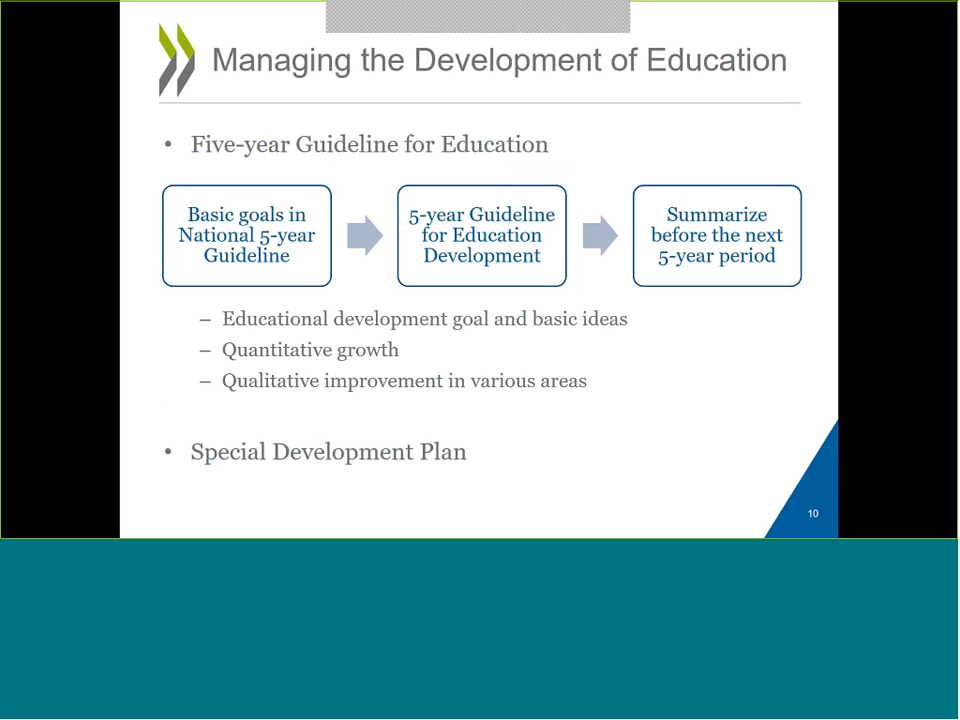 Managing the Development of Education
• Five-year Guideline for Education
Basic goals in
National 5-year
Guideline
5-year Guideline
for Education
Development
Summarize
before the next
5-year period
– Educational development goal and basic ideas
– Quantitative growth
– Qualitative improvement in various areas
• Special Development Plan
10